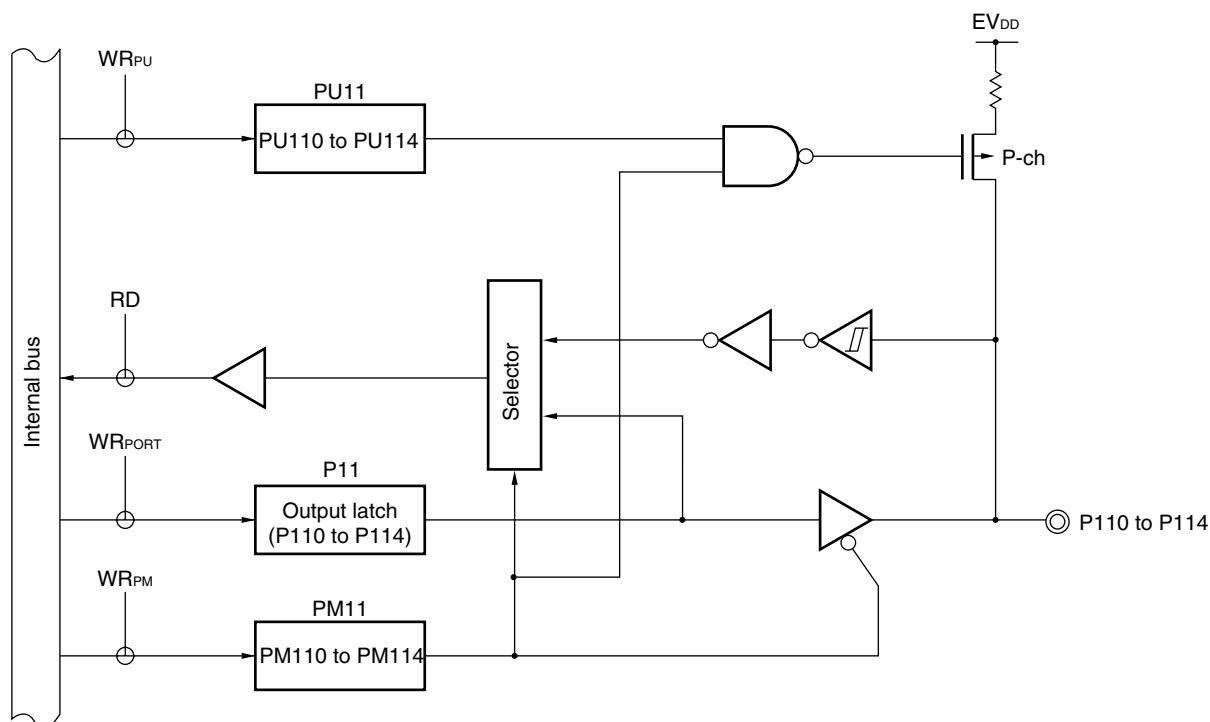 EVDD
WRPU
PU11
PU110 to PU114
P-ch
RD
Selector
Internal bus
WRPORT
P11
Output latch
(P110 to P114)
P110 to P114
WRPM
PM11
PM110 to PM114